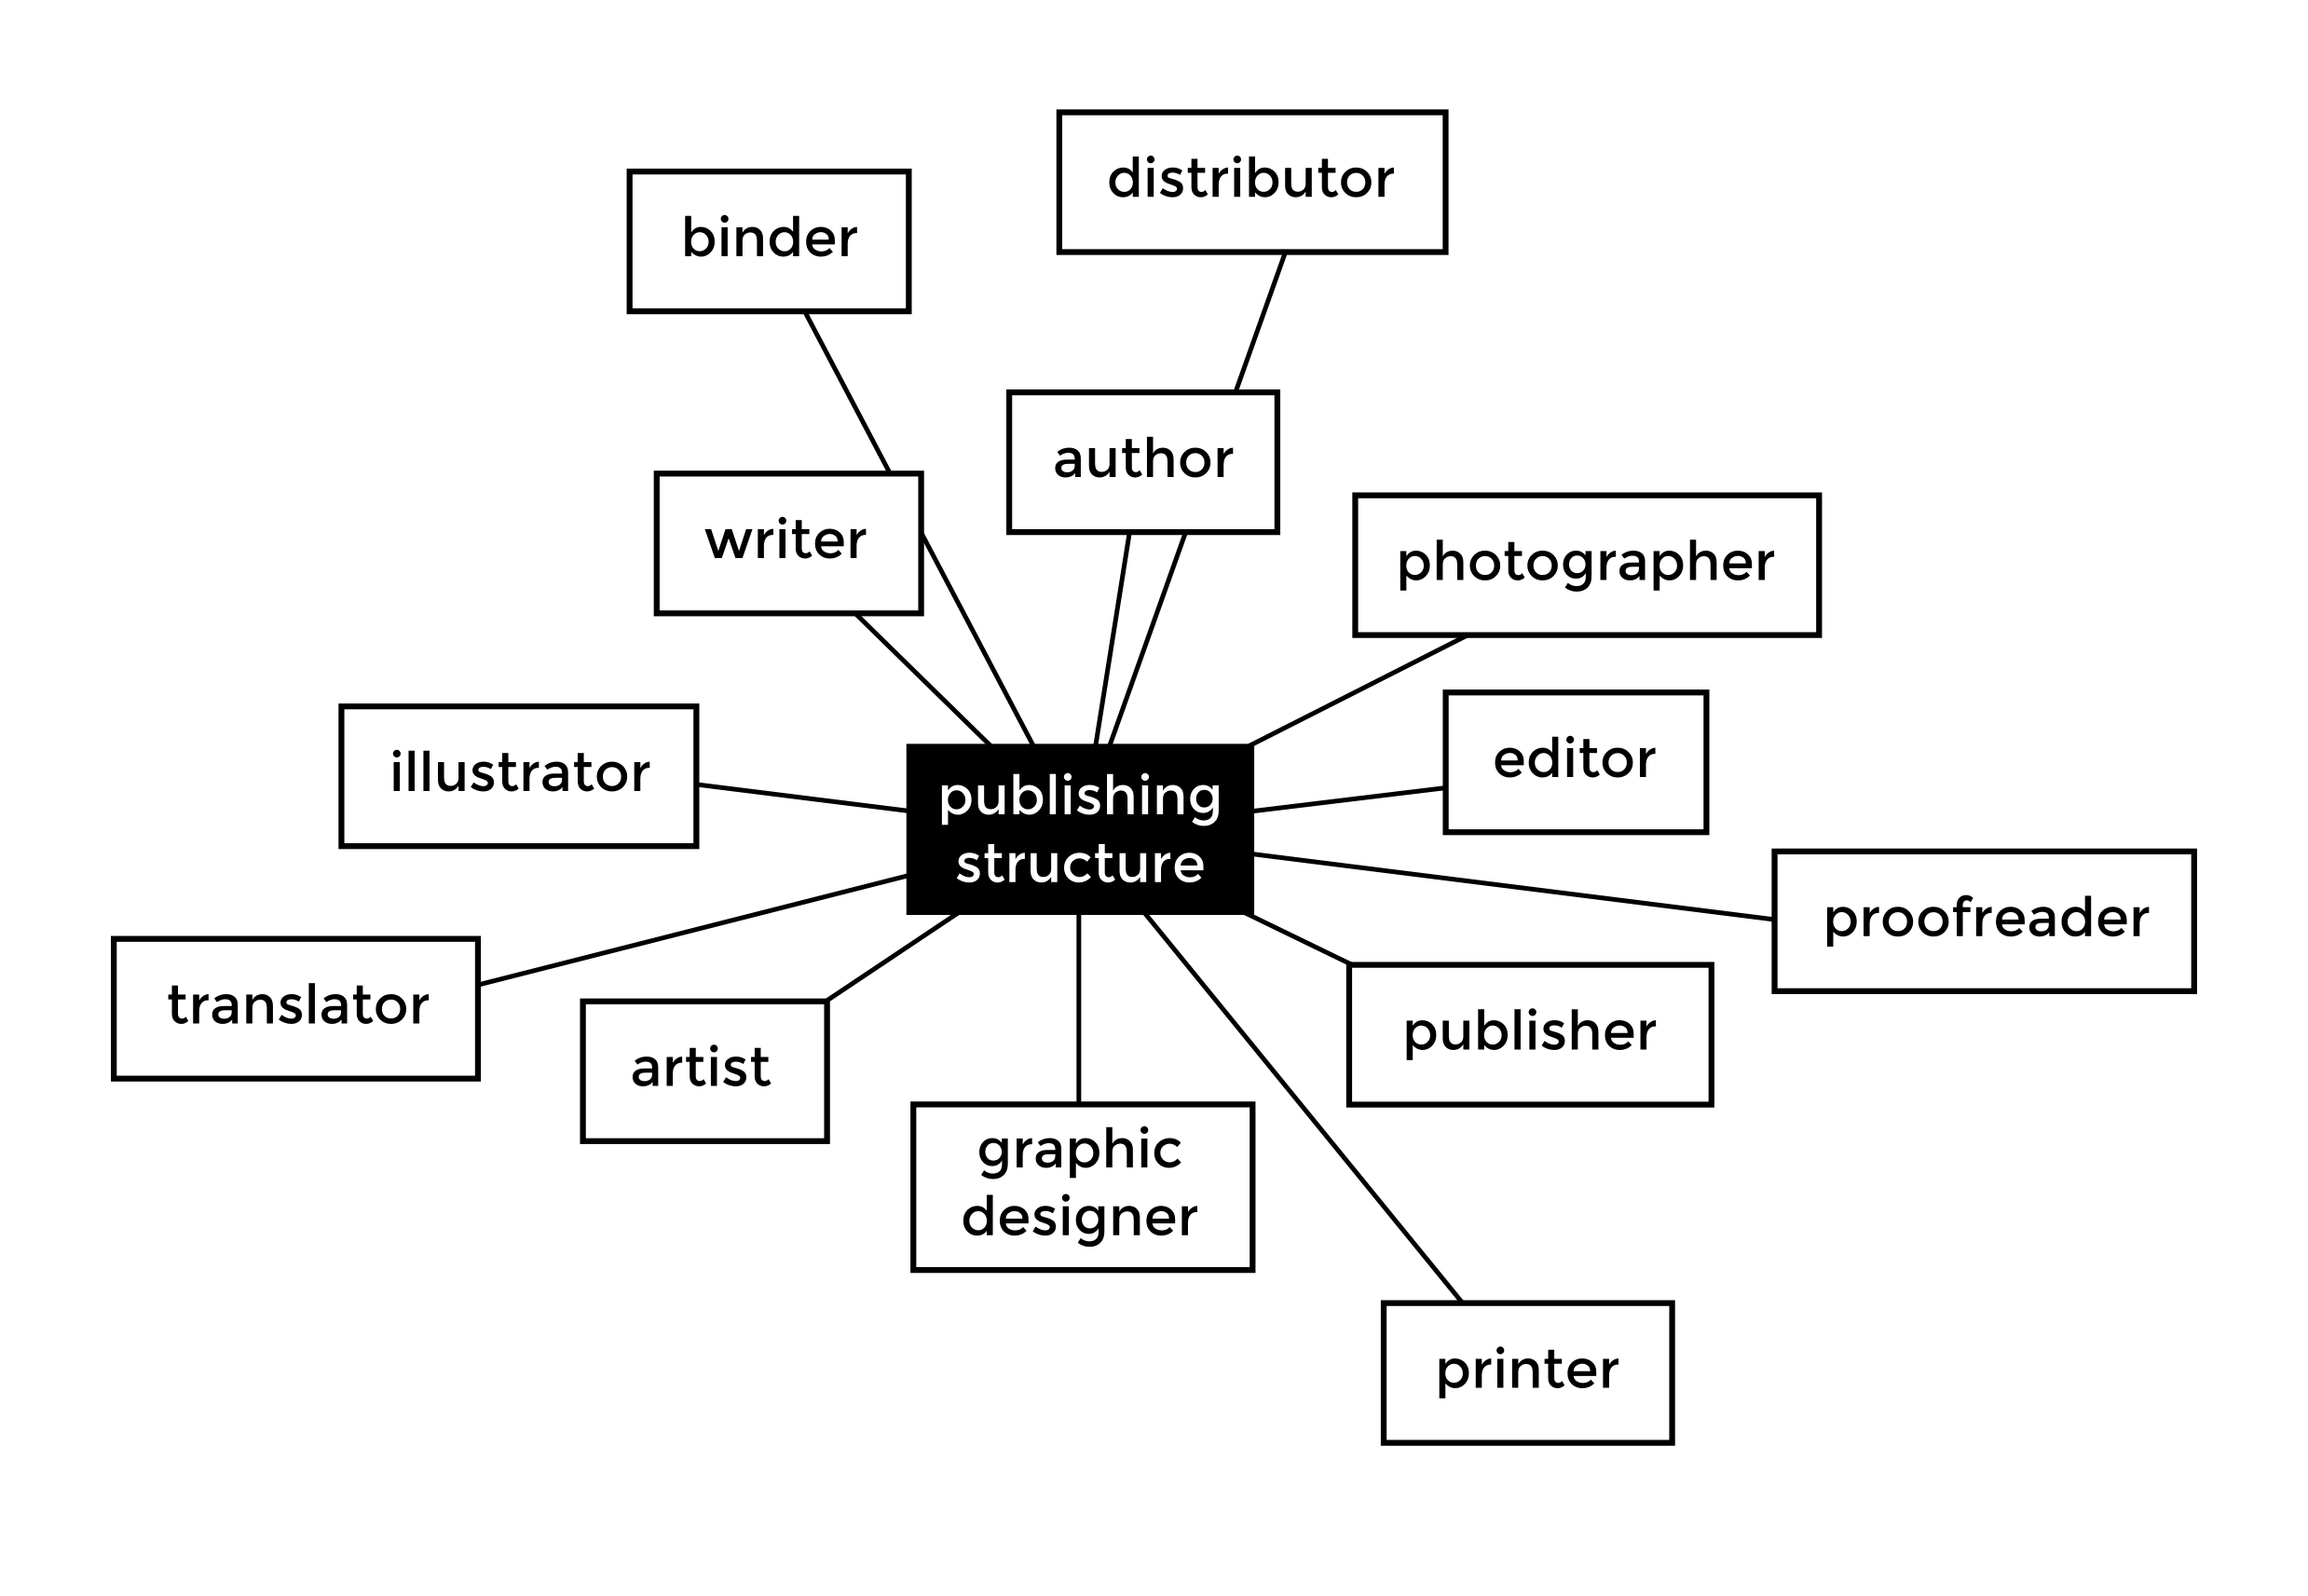 distributor
binder
author
writer
photographer
editor
illustrator
publishing
structure
proofreader
translator
publisher
artist
graphic
designer
printer